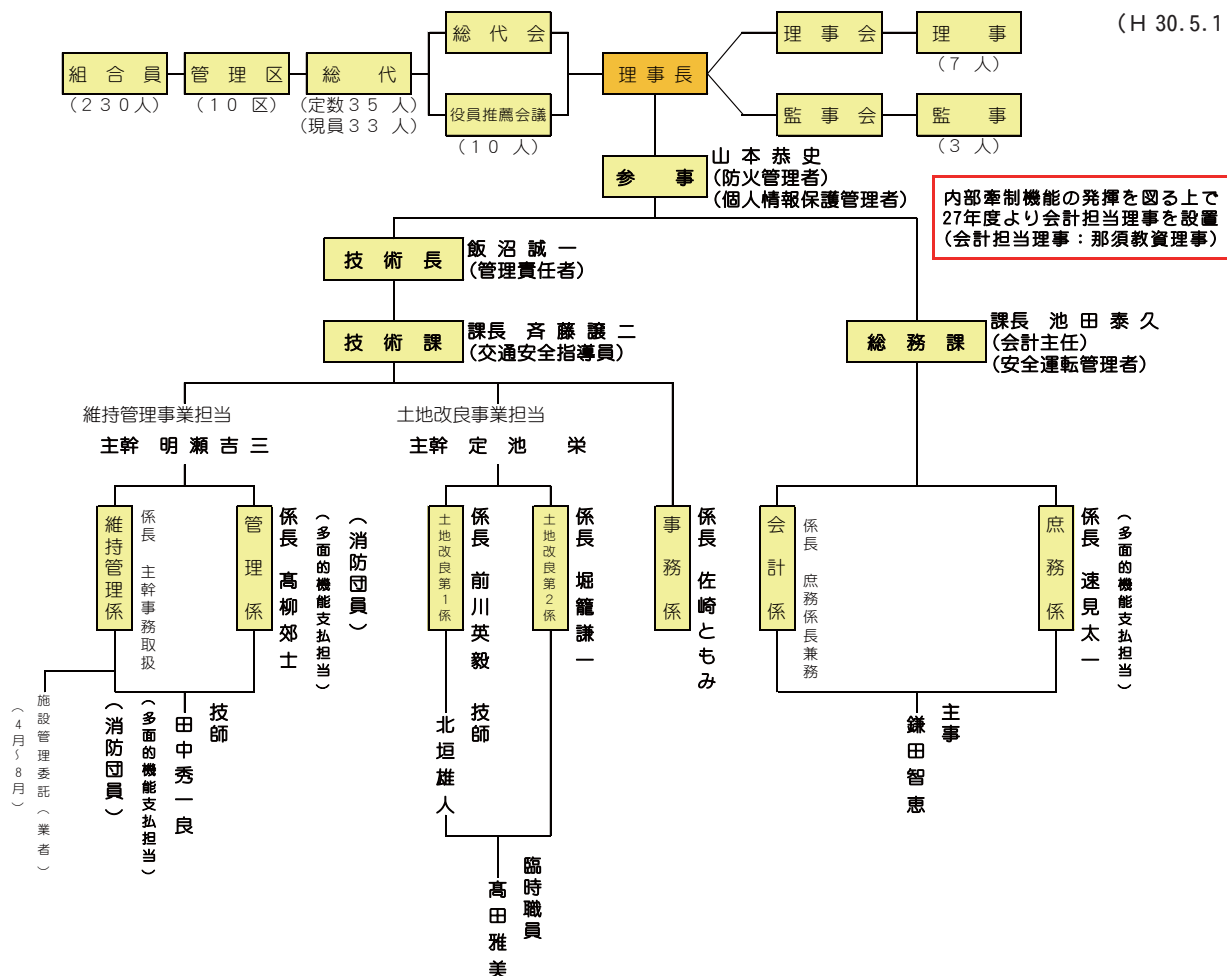 (H 30.5.1
総代会
理事会
理事
(7人)
組合員
(230人)
管理区
(10区)
総代
(定数35人)
(現員33人)
理事長
役員推薦会議
(10人)
監事会
監事
(3人)
参事
山本恭史
(防火管理者)
(個人情報保護管理者)
内部牽制機能の発揮を図る上で
27年度より会計担当理事を設置
(会計担当理事：那須教資理事)
技術長
飯沼誠一
(管理責任者)
技術課
課長 斉藤譲二
(交通安全指導員)
総務課
課長 池田泰久
(会計主任)
(安全運転管理者)
維持管理事業担当
主幹 明瀬吉三
土地改良事業担当
主幹 定池 栄
維持管理係
係長 主幹事務取扱
管理係
係長 髙柳郊士
(多面的機能支払担当)
(消防団員)
土地改良第1係
係長 前川英毅
土地改良第2係
係長 堀籠謙一
事務係
係長 佐崎ともみ
会計係
係長 庶務係長兼務
庶務係
係長 速見太一
(多面的機能支払担当)
施設管理委託(業者)
(4月～8月)
技師
田中秀一良
(多面的機能支払担当)
(消防団員)
技師
北垣雄人
主事
鎌田智恵
臨時職員
髙田雅美